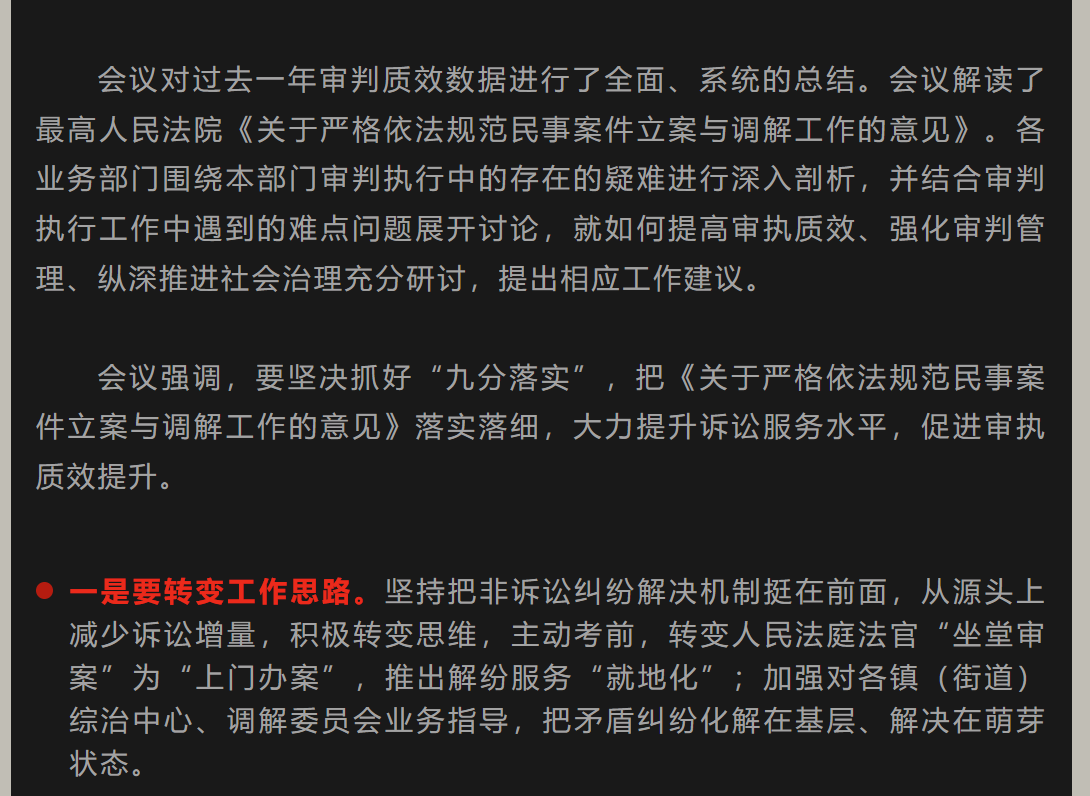 会议对过去一年审判质效数据进行了全面、系统的总结。会议解读了
最高人民法院《关于严格依法规范民事案件立案与调解工作的意见》。各
业务部门围绕本部门审判执行中的存在的疑难进行深入剖析，并结合审判
执行工作中遇到的难点问题展开讨论，就如何提高审执质效、强化审判管
理、纵深推进社会治理充分研讨，提出相应工作建议。
会议强调，要坚决抓好“九分落实”，把《关于严格依法规范民事案
件立案与调解工作的意见》落实落细，大力提升诉讼服务水平，促进审执
质效提升。
一是要转变工作思路。坚持把非诉讼纠纷解决机制挺在前面，从源头上
减少诉讼增量，积极转变思维，主动考前，转变人民法庭法官“坐堂审
案”为“上门办案”，推出解纷服务“就地化”；加强对各镇（街道）
综治中心、调解委员会业务指导，把矛盾纠纷化解在基层、解决在萌芽
状态。